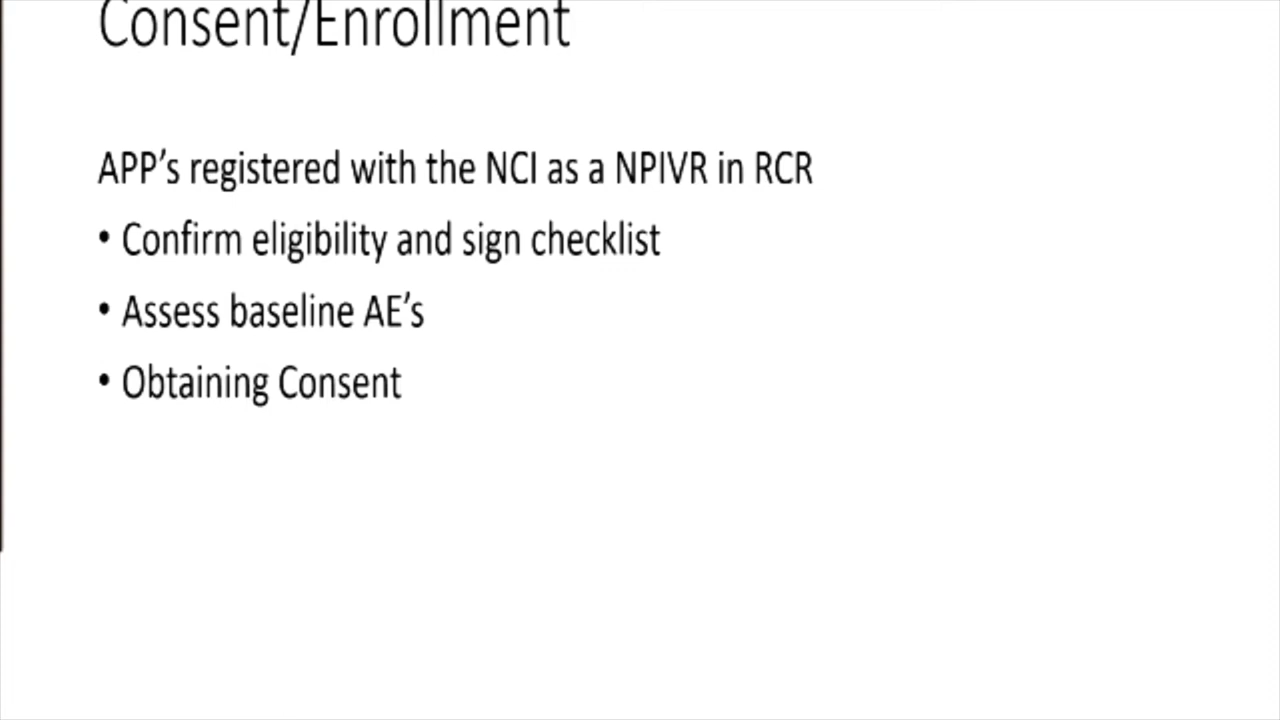 Consent/Enrollment
APP’s registered with the NCI as a NPIVR in RCR
• Confirm eligibility and sign checklist
• Assess baseline AE’s
• Obtaining Consent